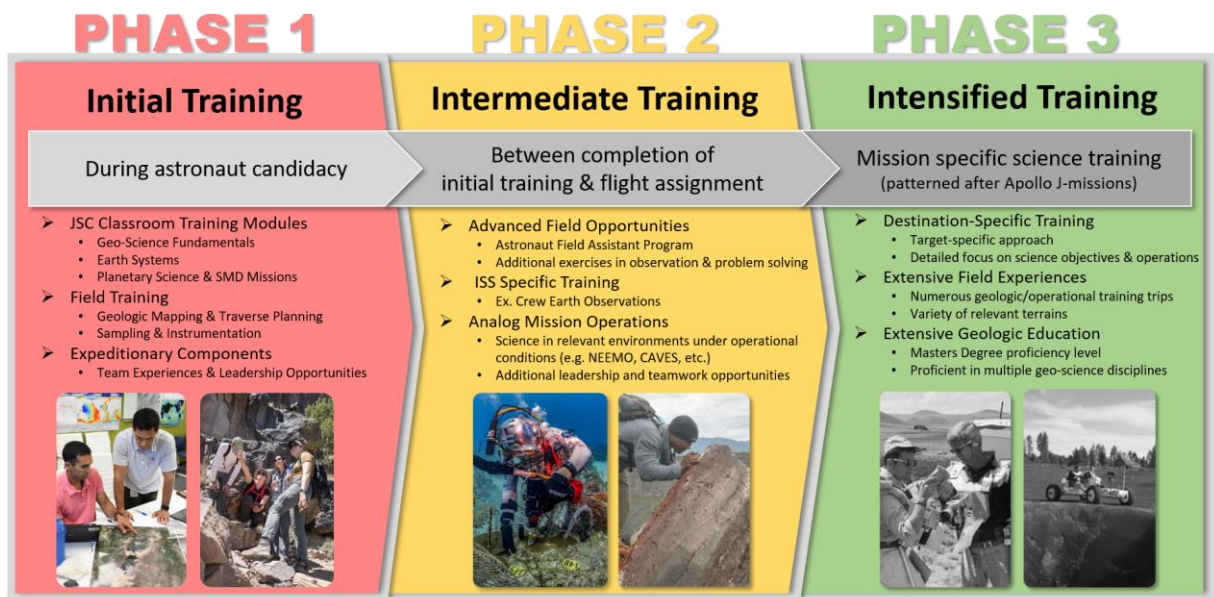 PHASE 1
Initial Training
During astronaut candidacy
➢ JSC Classroom Training Modules
• Geo-Science Fundamentals
• Earth Systems
• Planetary Science & SMD Missions
➢ Field Training
• Geologic Mapping & Traverse Planning
• Sampling & Instrumentation
➢ Expeditionary Components
• Team Experiences & Leadership Opportunities
PHASE 2
Intermediate Training
Between completion of
initial training & flight assignment
➢ Advanced Field Opportunities
• Astronaut Field Assistant Program
• Additional exercises in observation & problem solving
➢ ISS Specific Training
• Ex. Crew Earth Observations
➢ Analog Mission Operations
• Science in relevant environments under operational
conditions (e.g. NEEMO, CAVES, etc.)
• Additional leadership and teamwork opportunities
PHASE 3
Intensified Training
Mission specific science training
(patterned after Apollo J-missions)
➢ Destination-Specific Training
• Target-specific approach
• Detailed focus on science objectives & operations
➢ Extensive Field Experiences
• Numerous geologic/operational training trips
• Variety of relevant terrains
➢ Extensive Geologic Education
• Masters Degree proficiency level
• Proficient in multiple geo-science disciplines